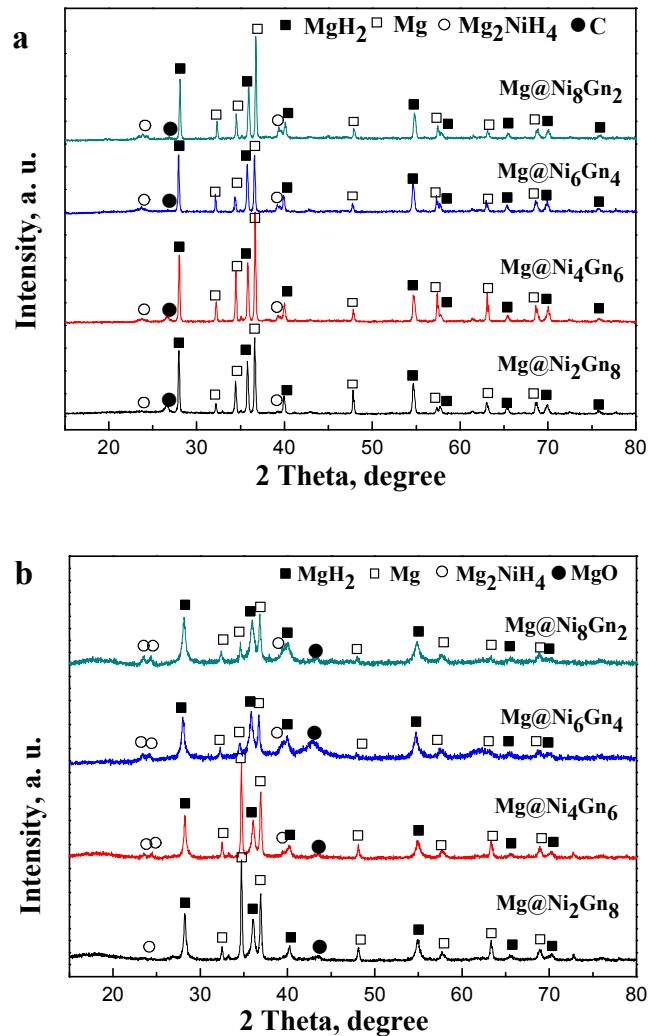 a
■ MgH2 □ Mg ○ Mg2NiH4 ● C
Mg@Ni8Gn2
Mg@Ni6Gn4
Mg@Ni4Gn6
Mg@Ni2Gn8
Intensity, a. u.
20 30 40 50 60 70 80
2 Theta, degree
b
■ MgH2 □ Mg ○ Mg2NiH4 ● MgO
Mg@Ni8Gn2
Mg@Ni6Gn4
Mg@Ni4Gn6
Mg@Ni2Gn8
Intensity, a. u.
20 30 40 50 60 70 80
2 Theta, degree